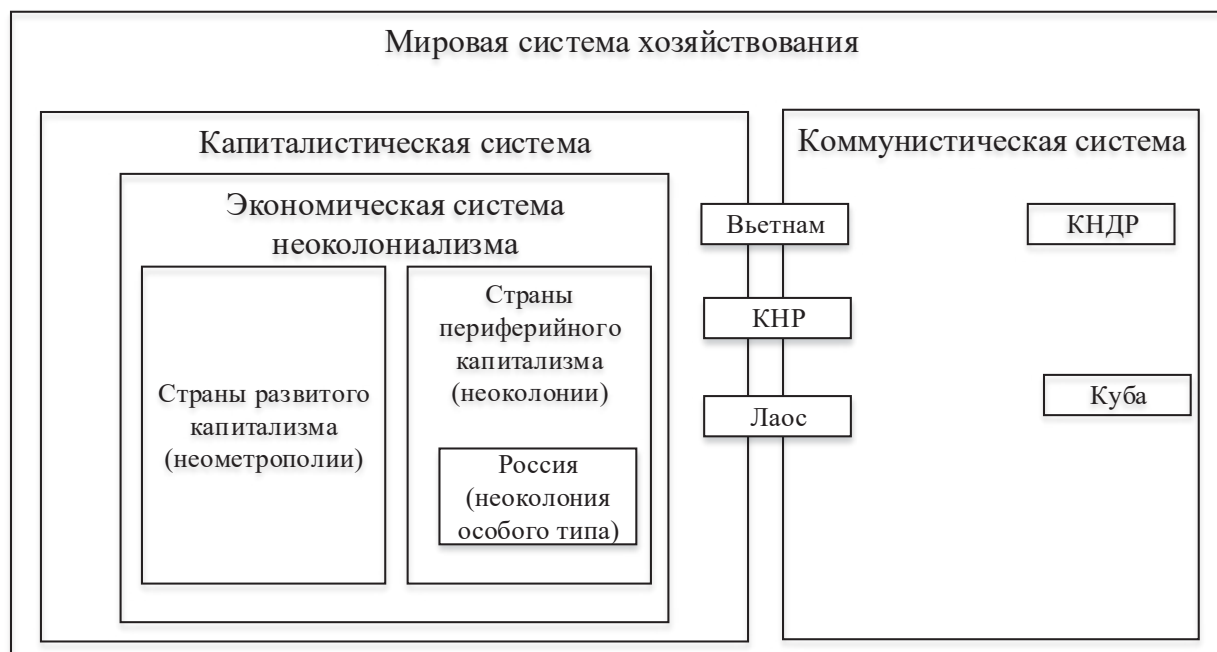 Мировая система хозяйствования
Капиталистическая система
Экономическая система
неоколониализма
Страны развитого
капитализма
(неометрополии)
Страны
периферийного
капитализма
(неоколонии)
Россия
(неоколония
особого типа)
Вьетнам
КНР
Лаос
Коммунистическая система
КНДР
Куба